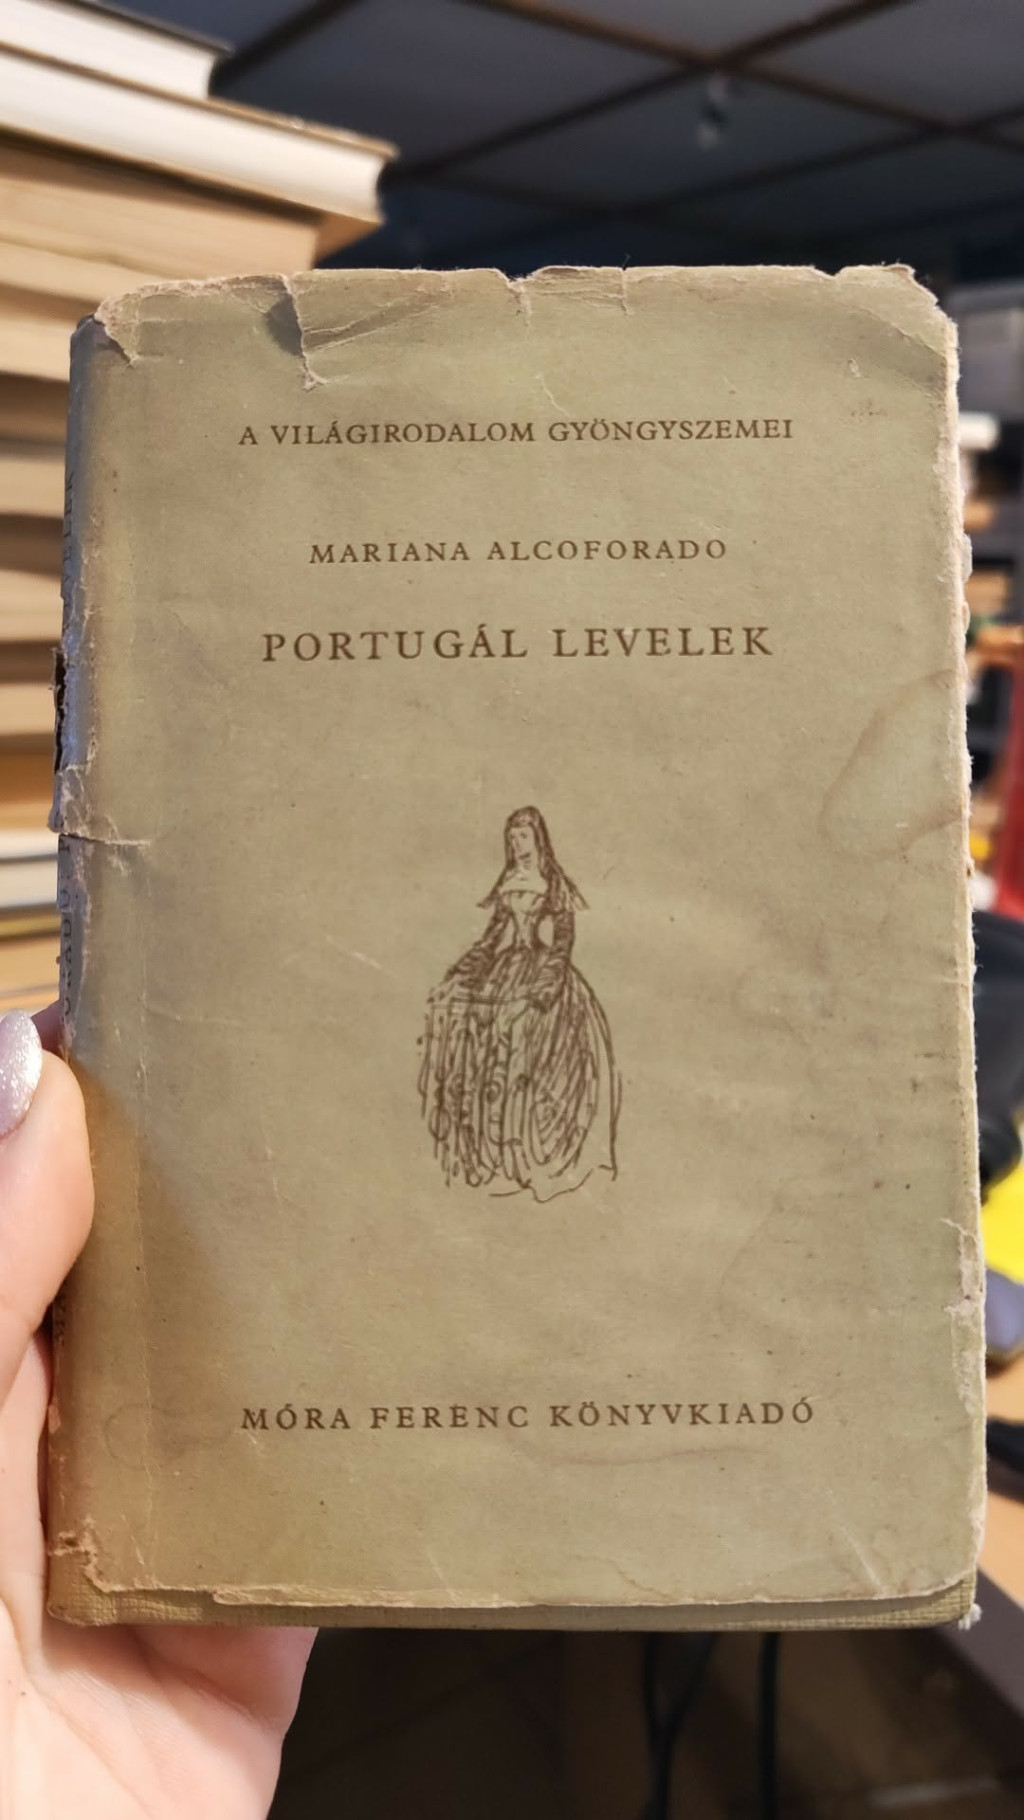 A VILÁGIRODALOM GYÖNGYSZEMEI
MARIANA ALCOFORADO
PORTUGÁL LEVELEK
MÓRA FERENC KÖNYVKIADÓ